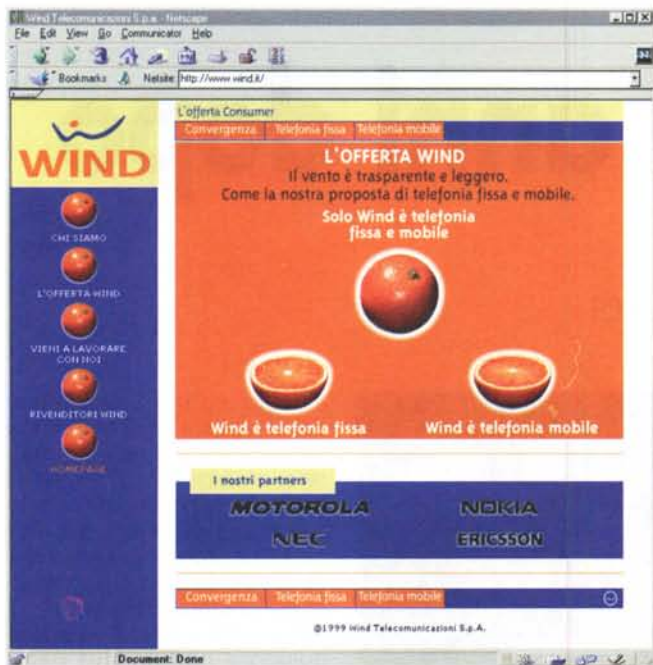 Wind Telecomunicazioni S.p.a. - Netscape
File Edit View Go Communicator Help
Bookmarks Netsite http://www.wind.it/
WIND
CHI SIAMO
L'OFFERTA WIND
VIENI A LAVORARE
CON NOI
RIVENDITORI WIND
HOMEPAGE
L'offerta Consumer
Convergenza Telefonia fissa Telefonia mobile
L'OFFERTA WIND
Il vento è trasparente e leggero.
Come la nostra proposta di telefonia fissa e mobile.
Solo Wind è telefonia
fissa e mobile
Wind è telefonia fissa Wind è telefonia mobile
I nostri partners
MOTOROLA NOKIA
NEC ERICSSON
Convergenza Telefonia fissa Telefonia mobile
©1999 Wind Telecomunicazioni S.p.A.
Document: Done